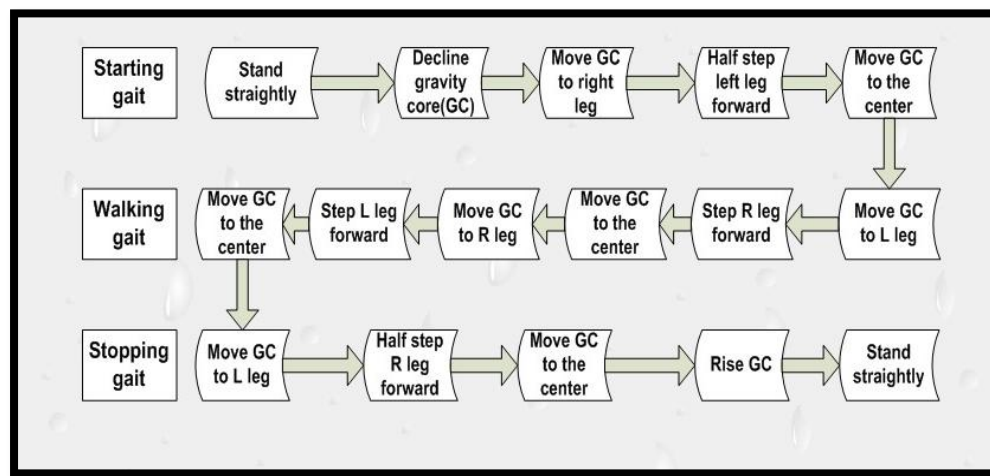 Starting
gait
Stand
straightly
Decline
gravity
core(GC)
Move GC
to right
leg
Half step
left leg
forward
Move GC
to the
center
Walking
gait
Move GC
to the
center
Step L leg
forward
Move GC
to R leg
Move GC
to the
center
Step R leg
forward
Move GC
to L leg
Stopping
gait
Move GC
to L leg
Half step
R leg
forward
Move GC
to the
center
Rise GC
Stand
straightly